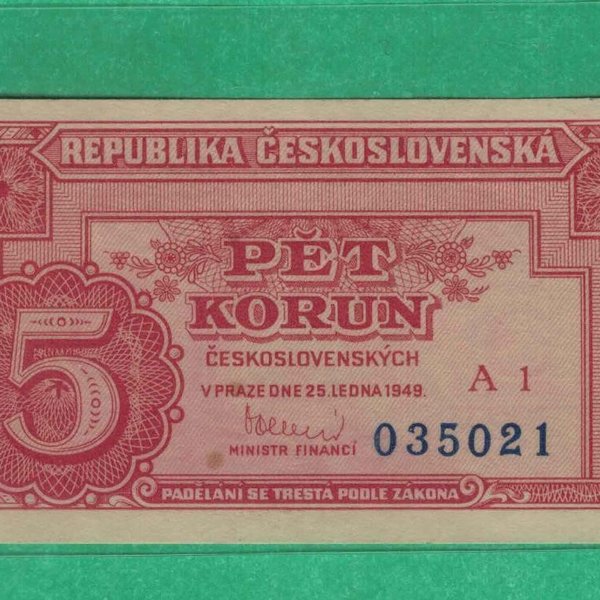 REPUBLIKA ČESKOSLOVENSKÁ
PĚT
KORUN
5
ČESKOSLOVENSKÝCH
V PRAZE DNE 25. LEDNA 1949.
A 1
MINISTR FINANCÍ
035021
PADĚLÁNÍ SE TRESTÁ PODLE ZÁKONA